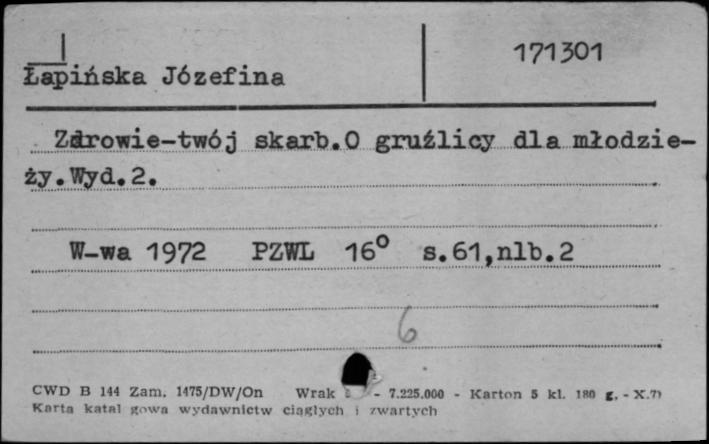 171301
Łapińska Józefina
Zdrowie-twój skarb.O gruźlicy dla młodzie-
ży.Wyd.2.
W-wa 1972 PZWL 16° s.61,nlb.2
6
CWD B 144 Zam. 1475/DW/On Wrak - 7.225.000 - Karton 5 kl. 180 g. - X.71
Karta katal gowa wydawnictw ciągłych i zwartych